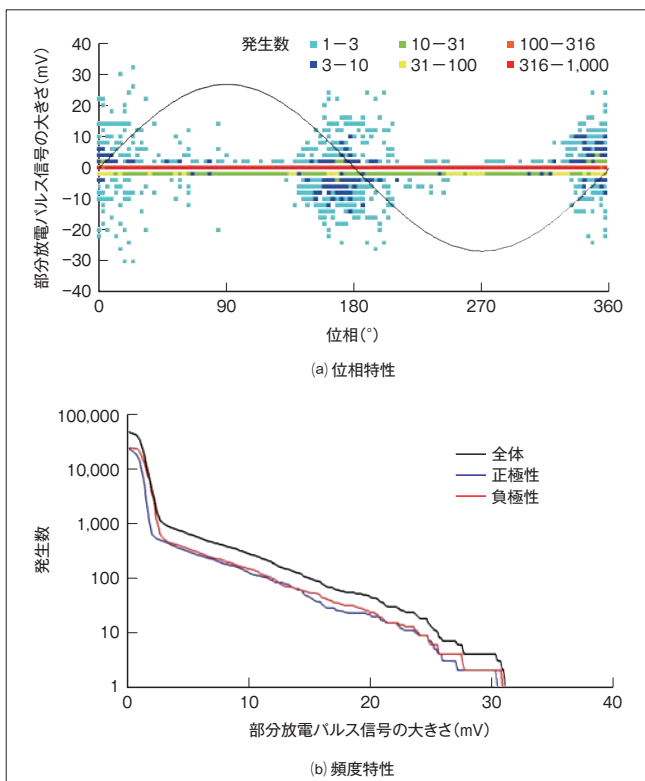 発生数 1－3 10－31 100－316
3－10 31－100 316－1,000
部分放電パルス信号の大きさ(mV)
40
30
20
10
0
−10
−20
−30
−40
0 90 180 270 360
位相(°)
(a) 位相特性
100,000
10,000
1,000
100
10
1
発生数
全体
正極性
負極性
0 10 20 30 40
部分放電パルス信号の大きさ(mV)
(b) 頻度特性